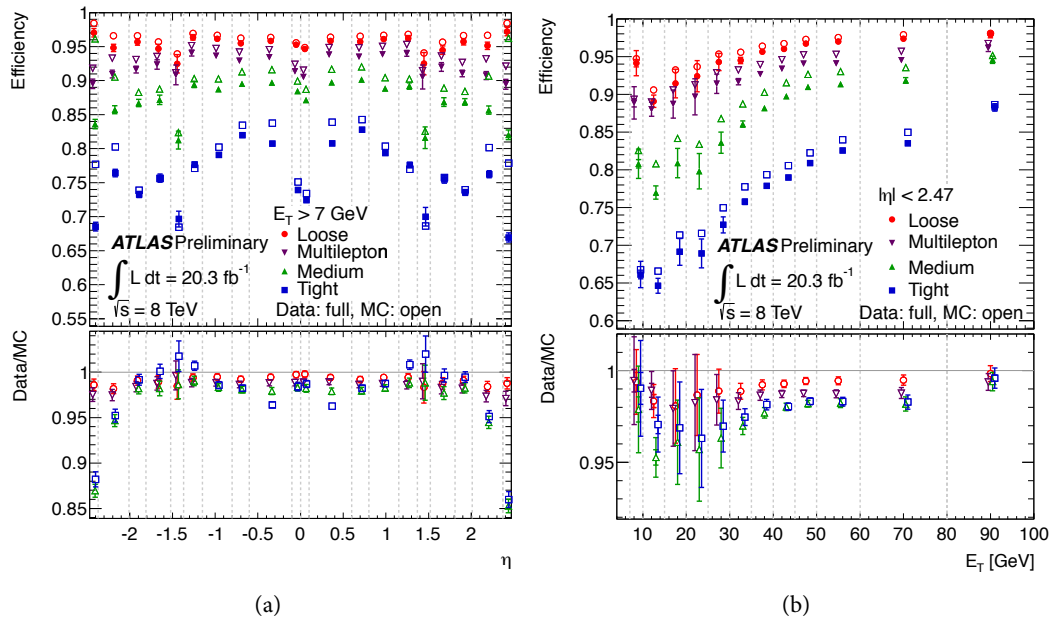 Efficiency
1
0.95
0.9
0.85
0.8
0.75
0.7
0.65
0.6
0.55
E_T > 7 GeV
Loose
Multilepton
Medium
Tight
ATLAS Preliminary
∫ L dt = 20.3 fb⁻¹
√s = 8 TeV
Data: full, MC: open
Data/MC
1
0.95
0.9
0.85
-2 -1.5 -1 -0.5 0 0.5 1 1.5 2
η
(a)
Efficiency
1
0.95
0.9
0.85
0.8
0.75
0.7
0.65
0.6
|η| < 2.47
Loose
Multilepton
Medium
Tight
ATLAS Preliminary
∫ L dt = 20.3 fb⁻¹
√s = 8 TeV
Data: full, MC: open
Data/MC
1
0.95
10 20 30 40 50 60 70 80 90 100
E_T [GeV]
(b)